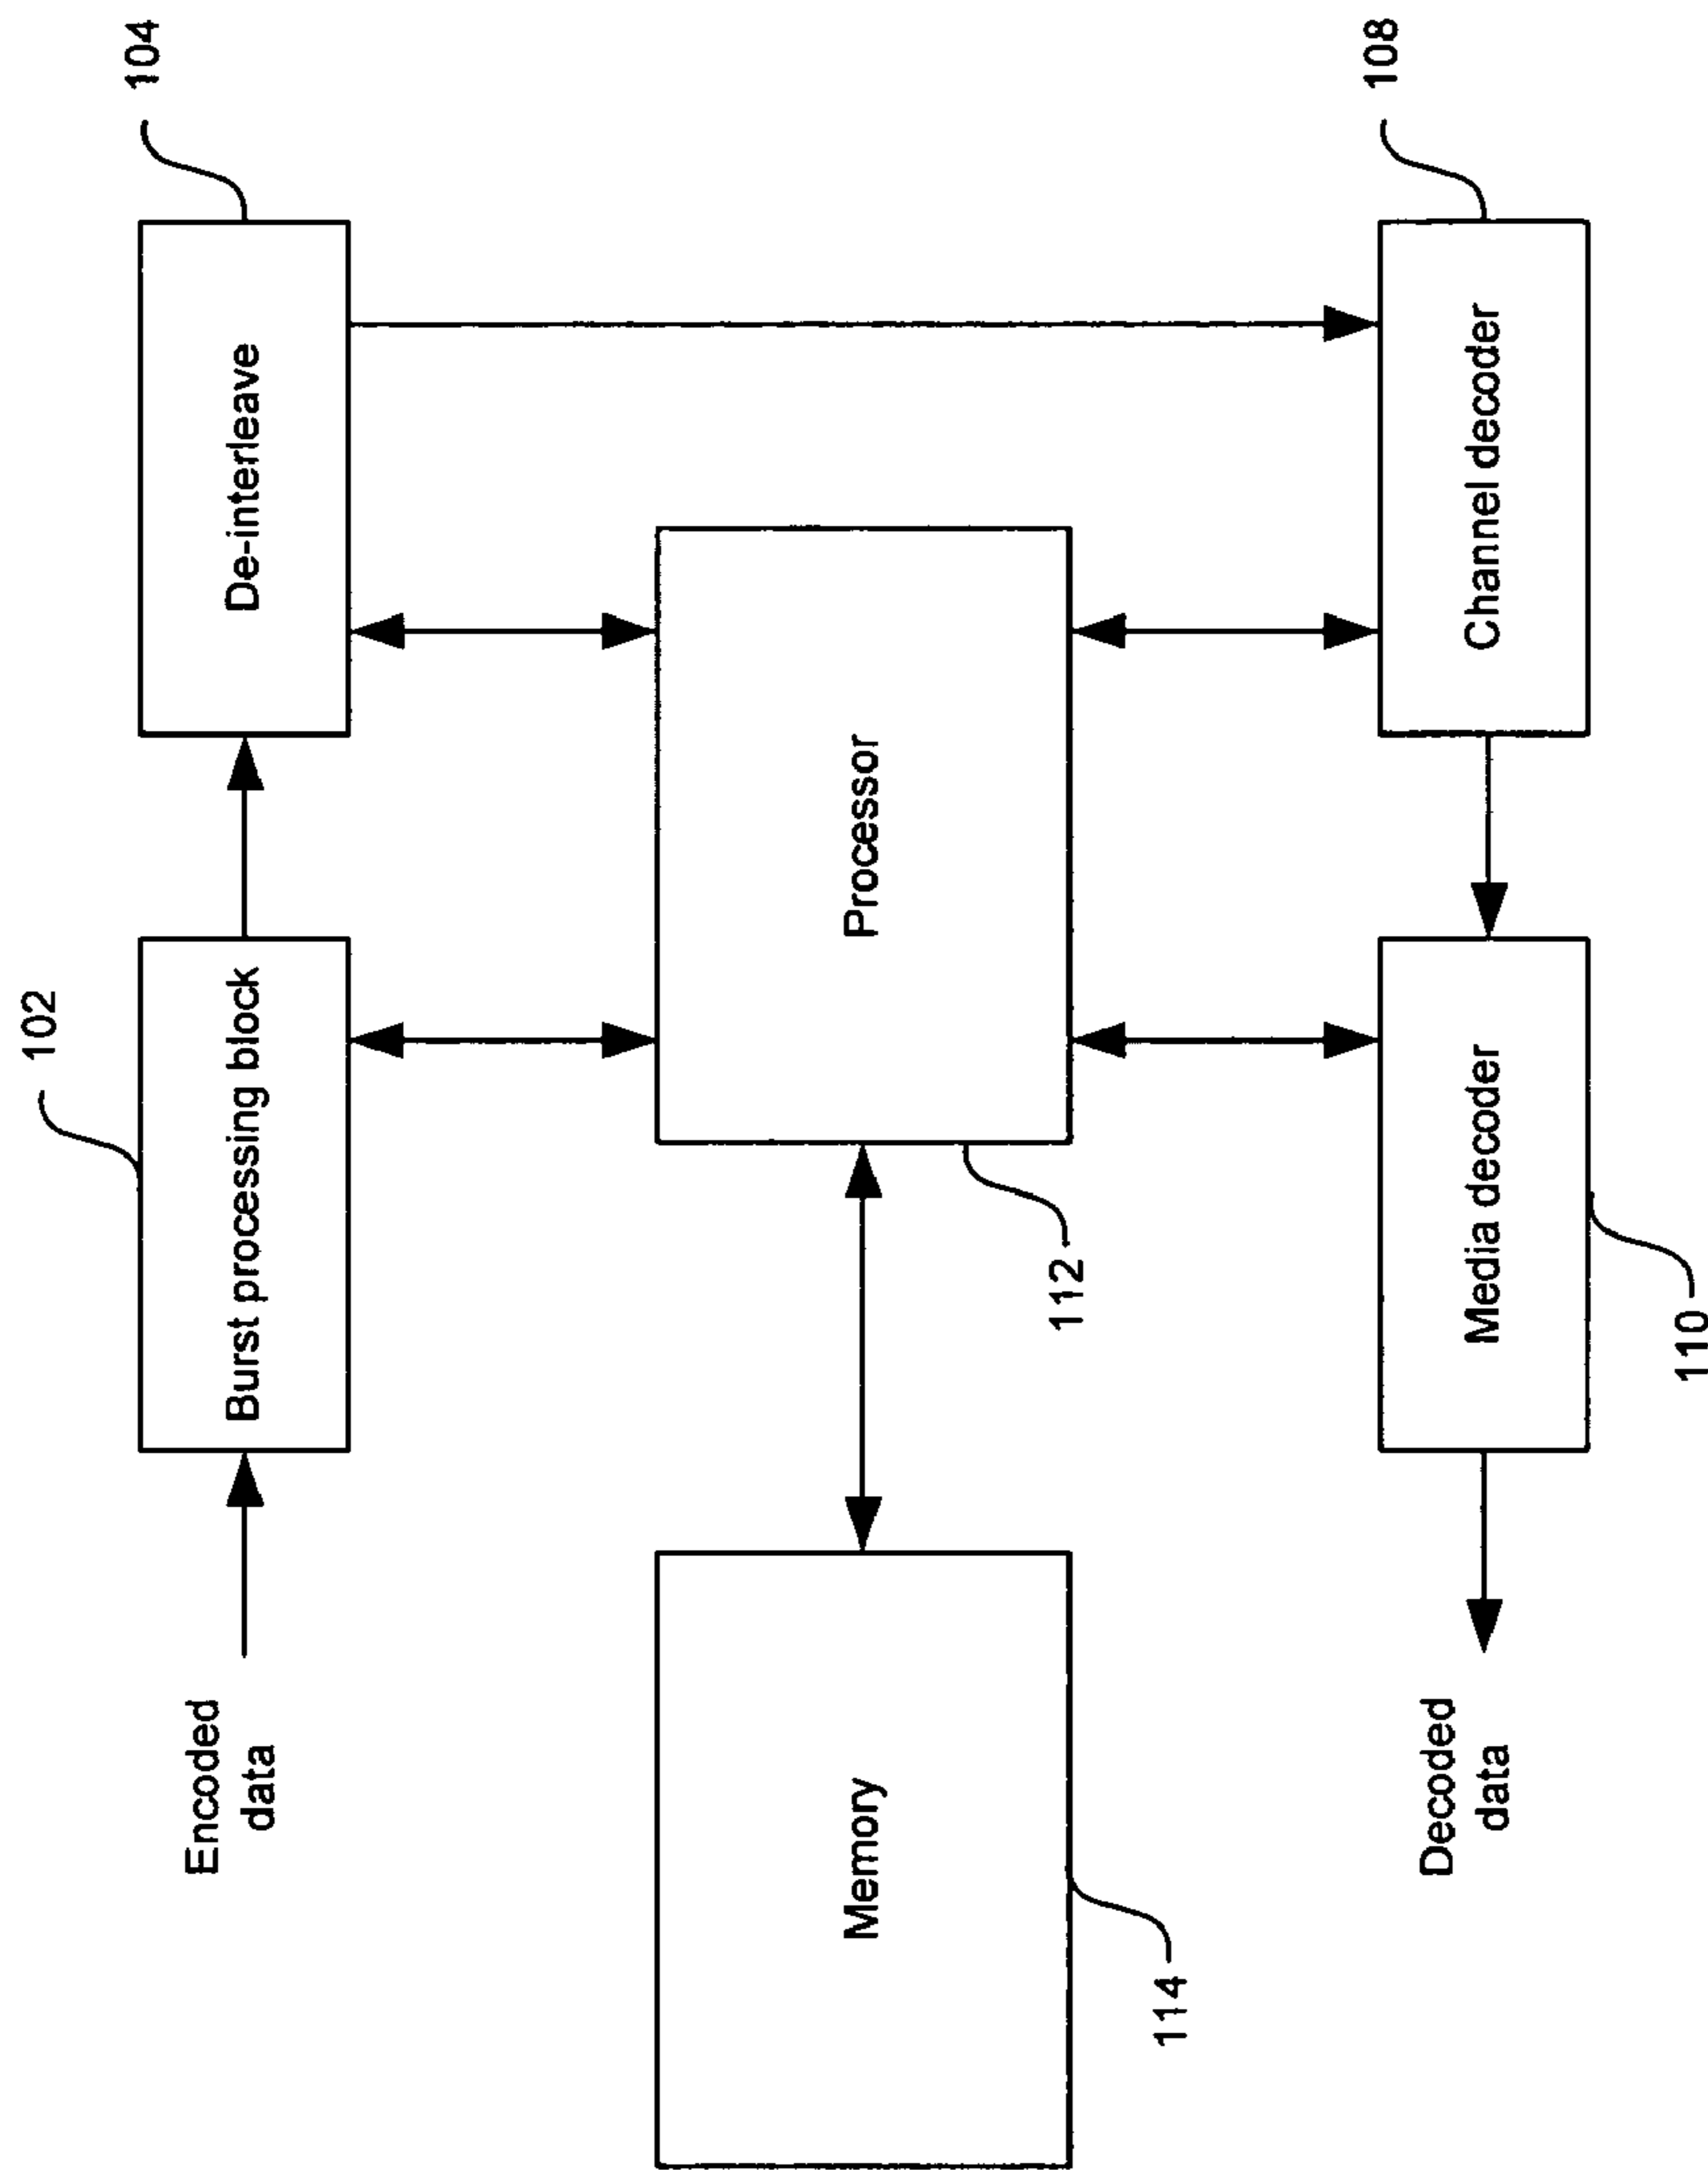 104
108
De-interleave
Channel decoder
Processor
102
Burst processing block
112
Media decoder
110
Encoded
data
Memory
114
Decoded
data